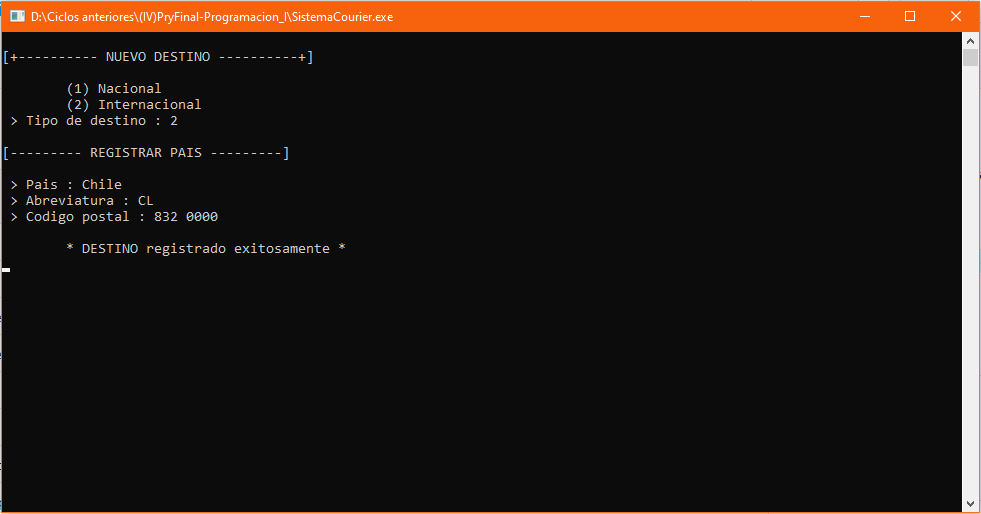 D:\Ciclos anteriores\(IV)PryFinal-Programacion_I\SistemaCourier.exe
[+---------- NUEVO DESTINO ----------+]
(1) Nacional
(2) Internacional
> Tipo de destino : 2
[--------- REGISTRAR PAIS ---------]
> Pais : Chile
> Abreviatura : CL
> Codigo postal : 832 0000
* DESTINO registrado exitosamente *